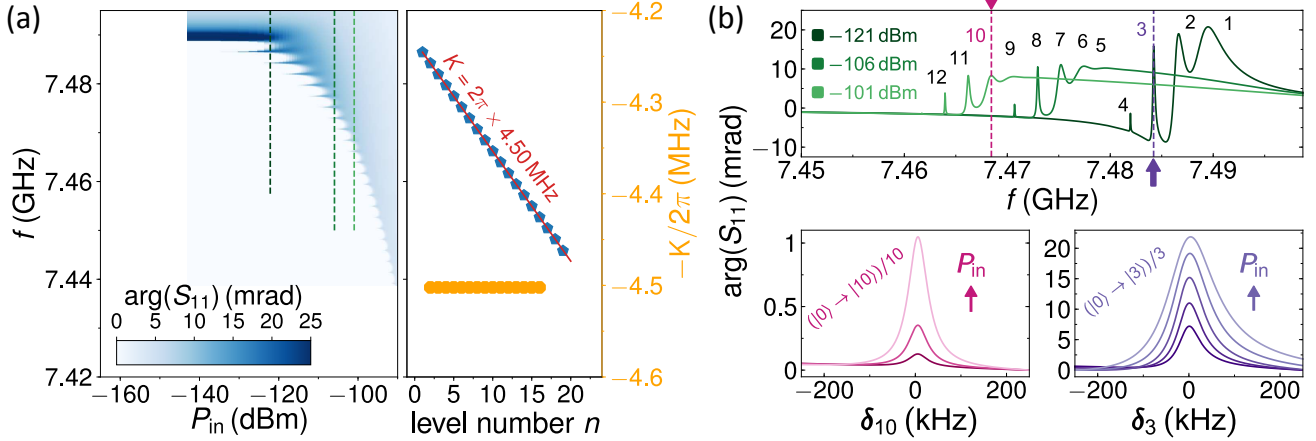 (a)
f (GHz)
7.48
7.46
7.44
7.42
arg(S₁₁) (mrad)
0 5 10 15 20 25
−160 −140 −120 −100
P_in (dBm)
K = 2π × 4.50 MHz
0 5 10 15 20
level number n
−4.2
−4.3
−4.4
−4.5
−4.6
−K/2π (MHz)
(b)
arg(S₁₁) (mrad)
20
10
0
−10
−121 dBm
−106 dBm
−101 dBm
12 11 10 9 8 7 6 5 4 3 2 1
7.45 7.46 7.47 7.48 7.49
f (GHz)
1
0.5
0
(|0⟩ → |10⟩)/10
P_in
−200 0 200
δ₁₀ (kHz)
20
15
10
5
0
(|0⟩ → |3⟩)/3
P_in
−200 0 200
δ₃ (kHz)